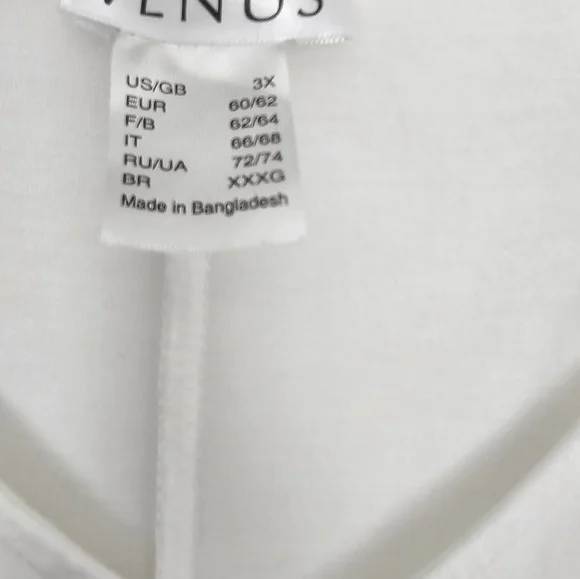 VENUS
US/GB 3X
EUR 60/62
F/B 62/64
IT 66/68
RU/UA 72/74
BR XXXG
Made in Bangladesh